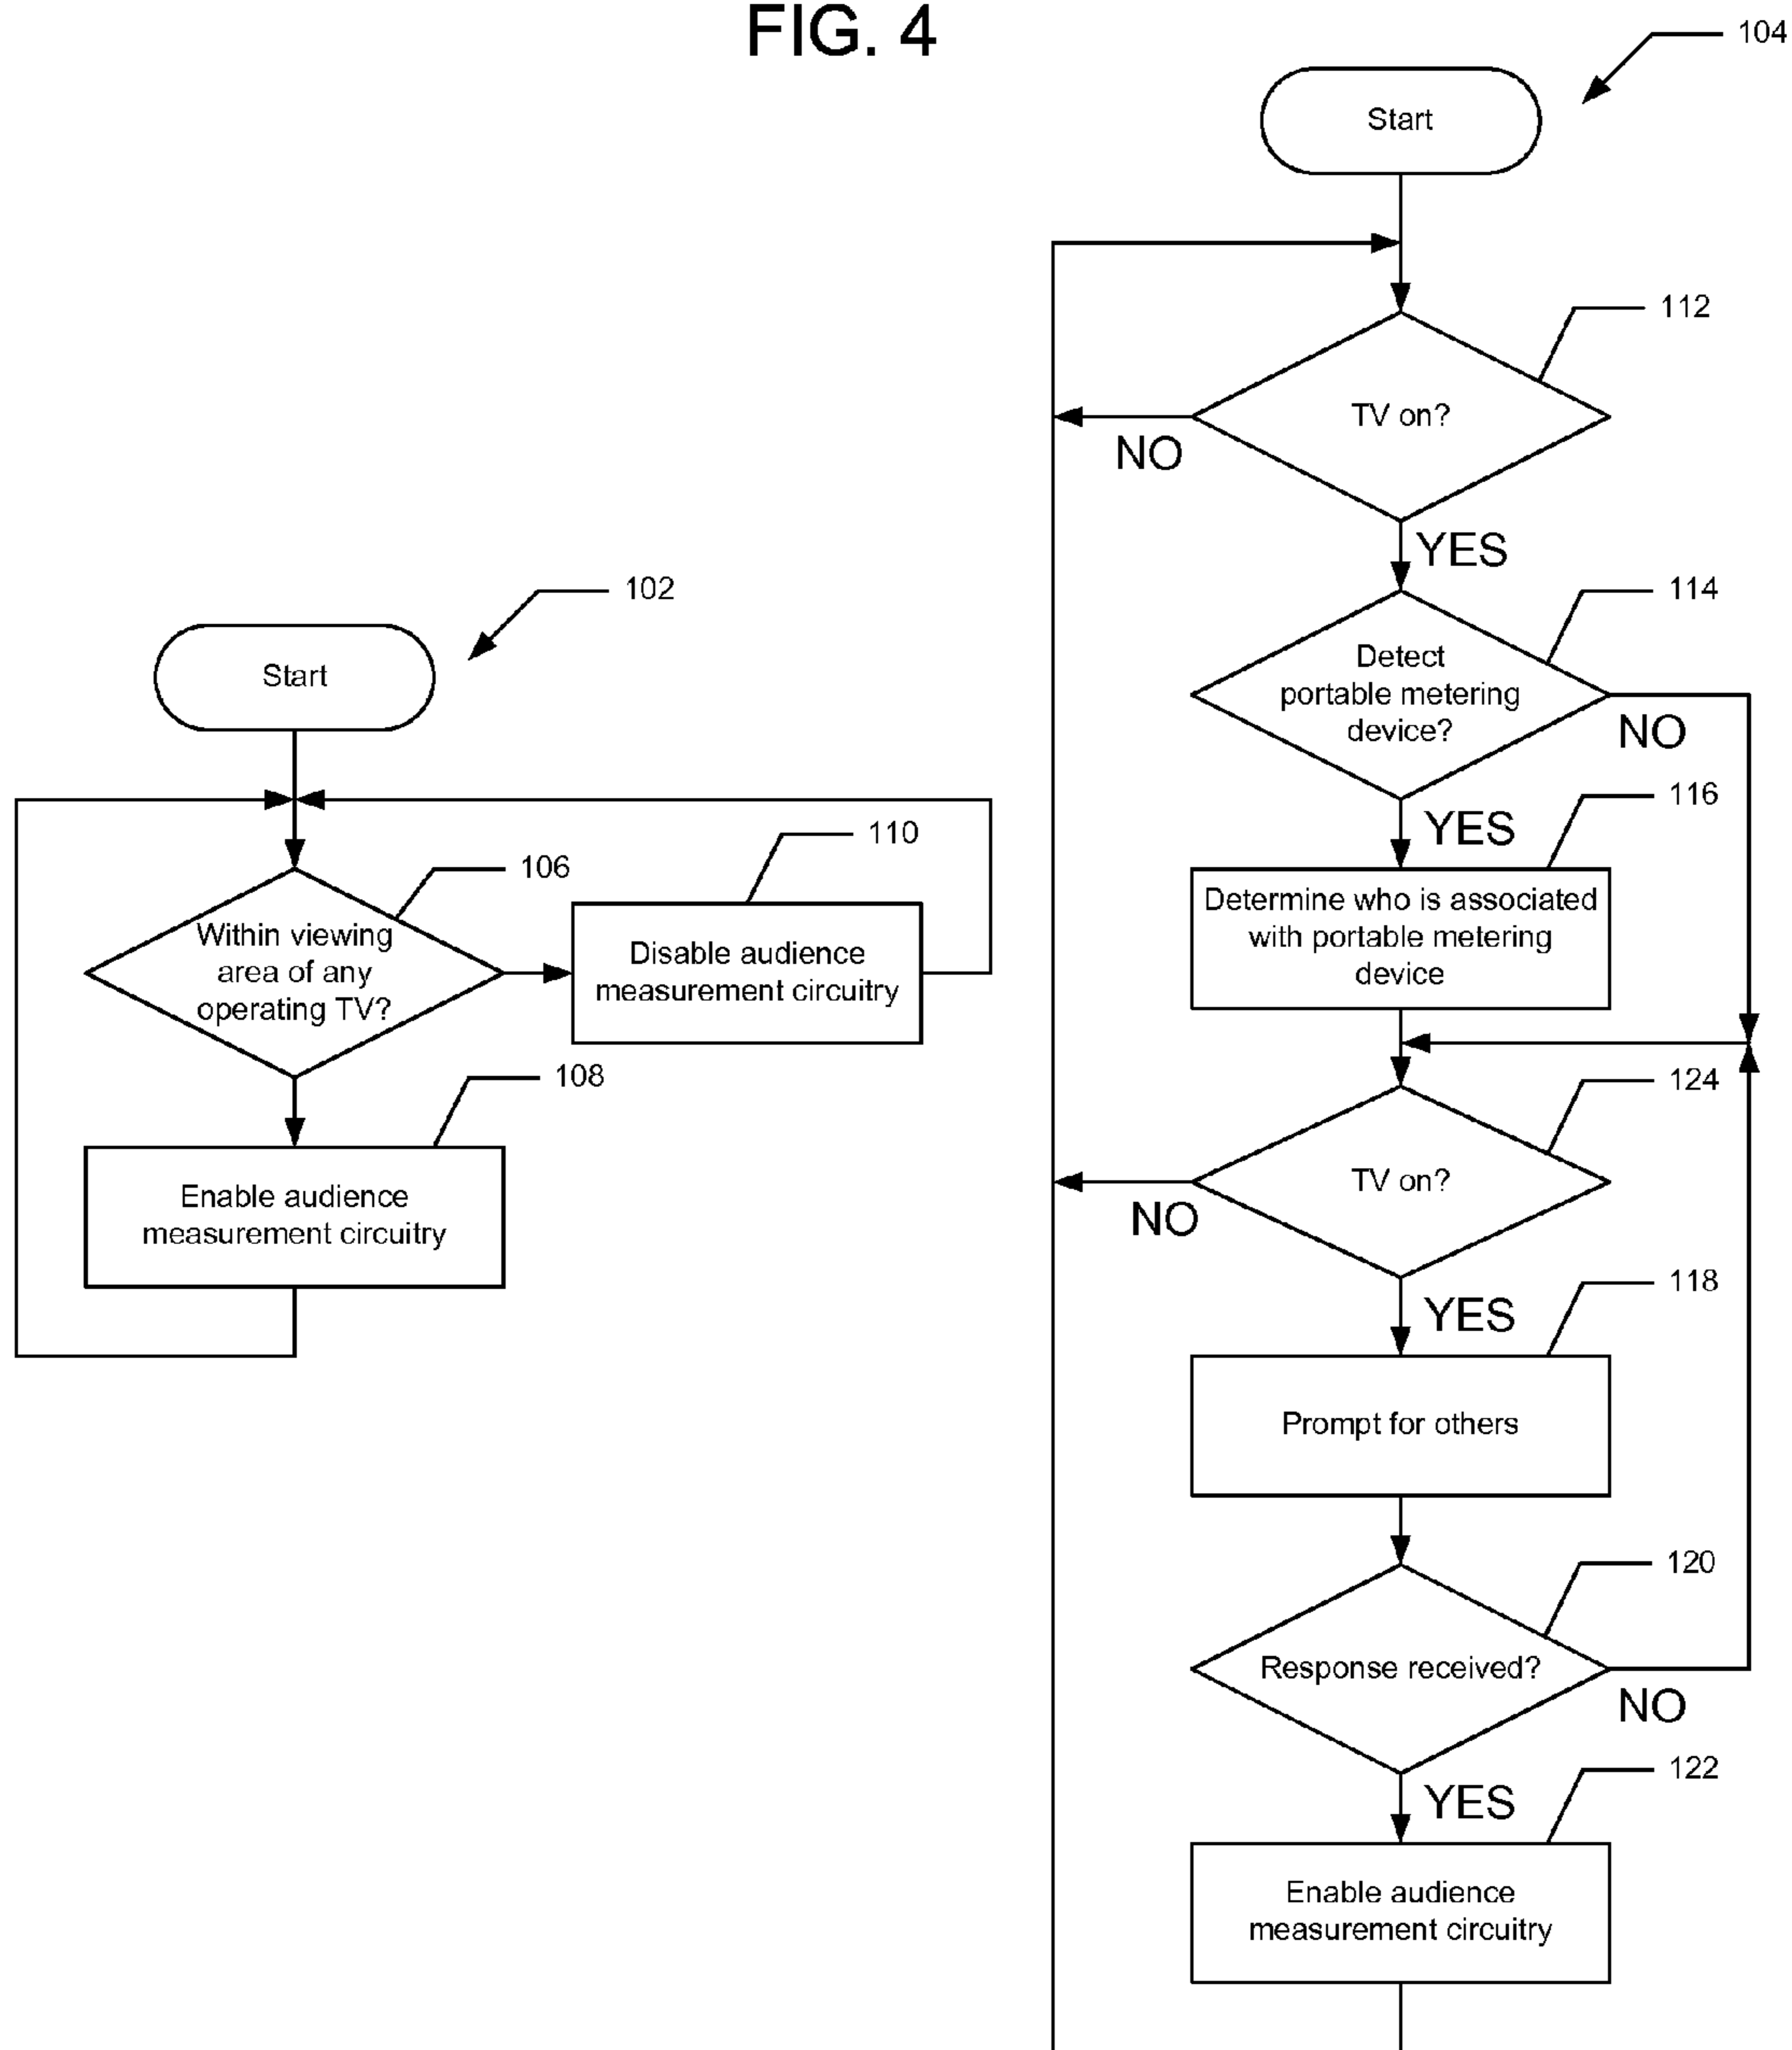 FIG. 4
104
Start
112
TV on?
NO
YES
114
Detect
portable metering
device?
NO
YES
116
Determine who is associated
with portable metering
device
124
TV on?
NO
YES
118
Prompt for others
120
Response received?
NO
YES
122
Enable audience
measurement circuitry
102
Start
106
Within viewing
area of any
operating TV?
110
Disable audience
measurement circuitry
108
Enable audience
measurement circuitry